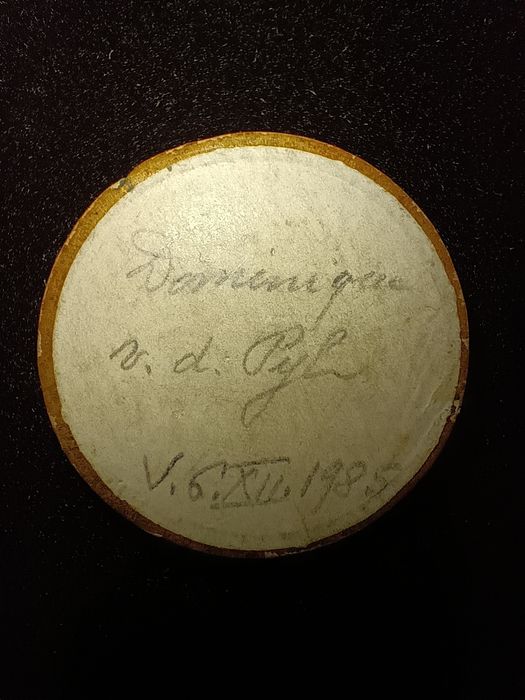 Dominique
v. d. Pyl
V. 6. XII. 1985